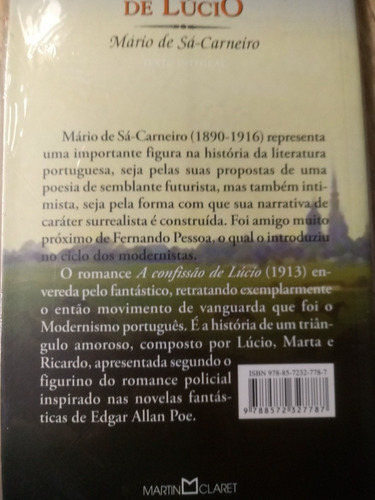 DE LÚCIO
Mário de Sá-Carneiro
Mário de Sá-Carneiro (1890-1916) representa
uma importante figura na história da literatura
portuguesa, seja pelas suas propostas de uma
poesia de semblante futurista, mas também inti-
mista, seja pela forma com que sua narrativa de
caráter surrealista é construída. Foi amigo muito
próximo de Fernando Pessoa, o qual o introduziu
no ciclo dos modernistas.
O romance A confissão de Lúcio (1913) en-
vereda pelo fantástico, retratando exemplarmente
o então movimento de vanguarda que foi o
Modernismo português. É a história de um triân-
gulo amoroso, composto por Lúcio, Marta e
Ricardo, apresentada segundo o
figurino do romance policial
inspirado nas novelas fantás-
ticas de Edgar Allan Poe.
ISBN 978-85-7232-778-7
9 788572 327787
MARTIN CLARET